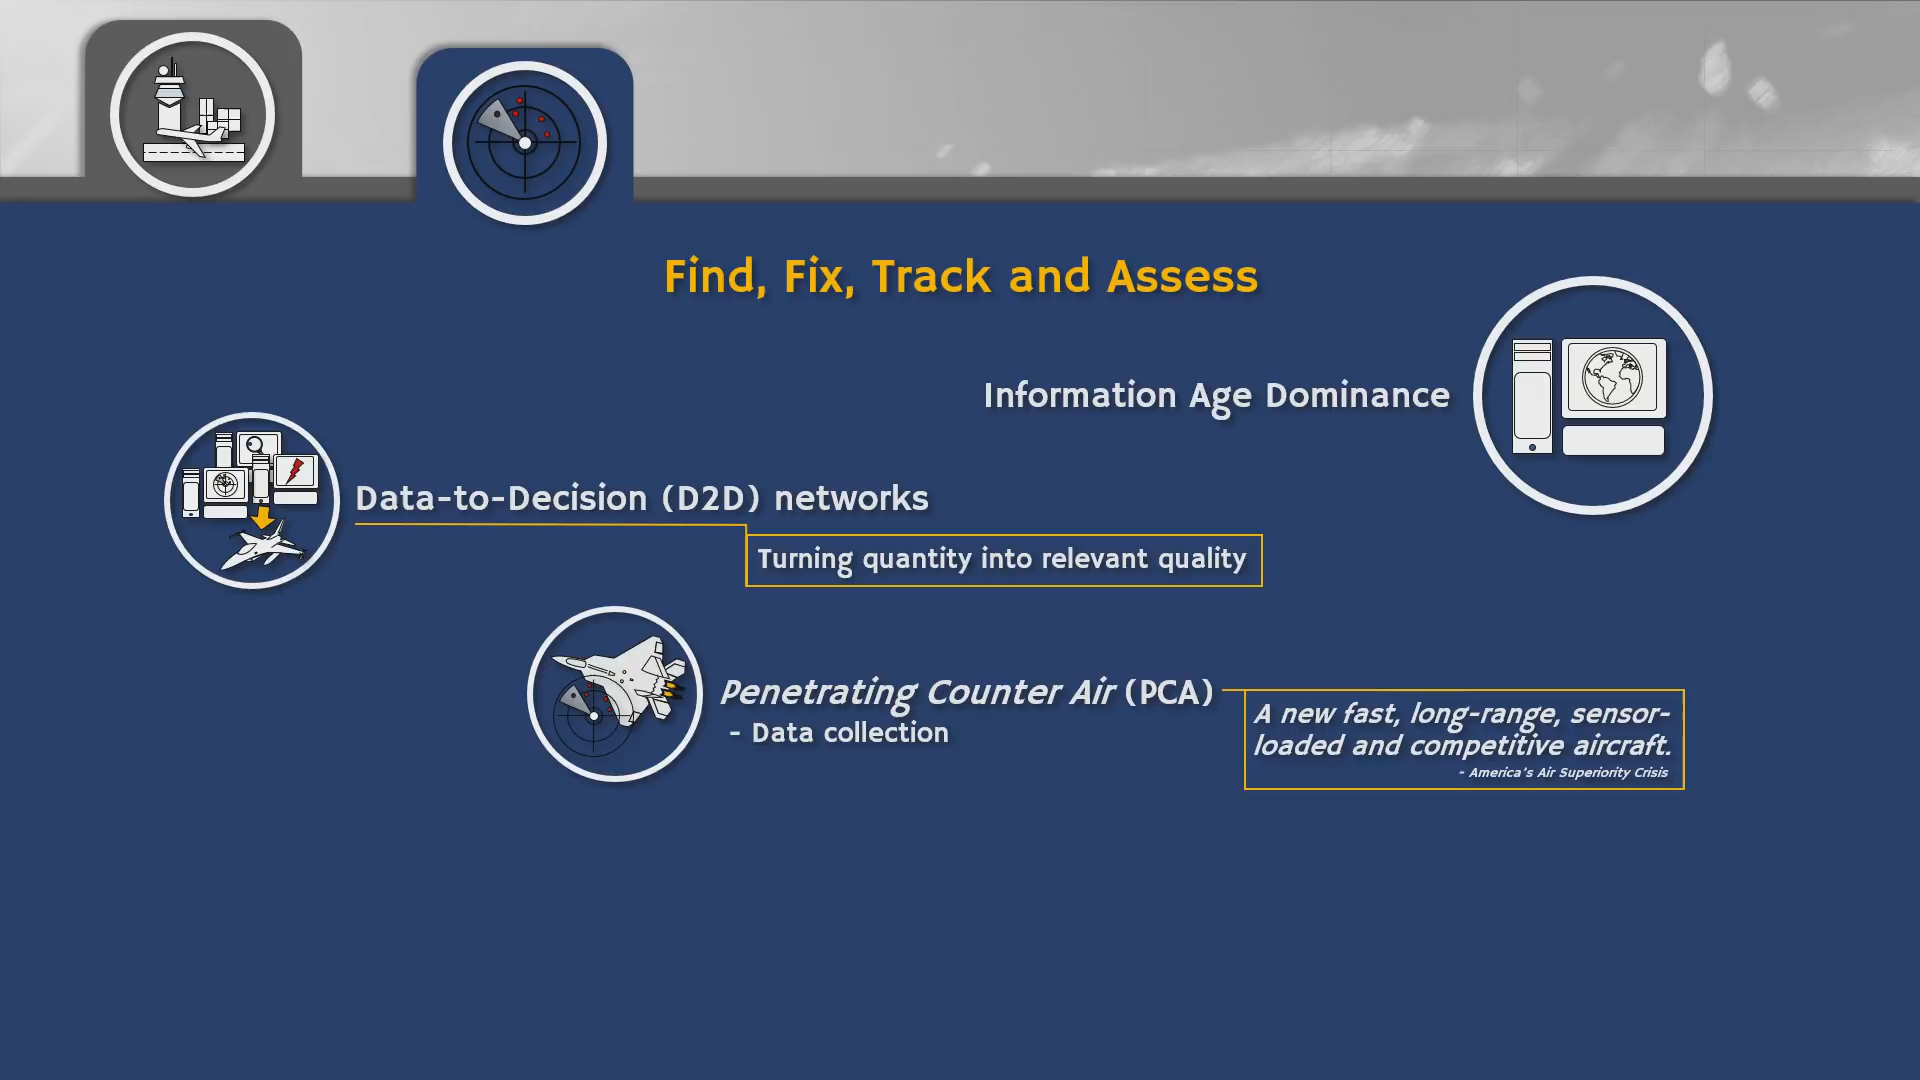 Find, Fix, Track and Assess
Information Age Dominance
Data-to-Decision (D2D) networks
Turning quantity into relevant quality
Penetrating Counter Air (PCA)
- Data collection
A new fast, long-range, sensor-
loaded and competitive aircraft.
- America's Air Superiority Crisis